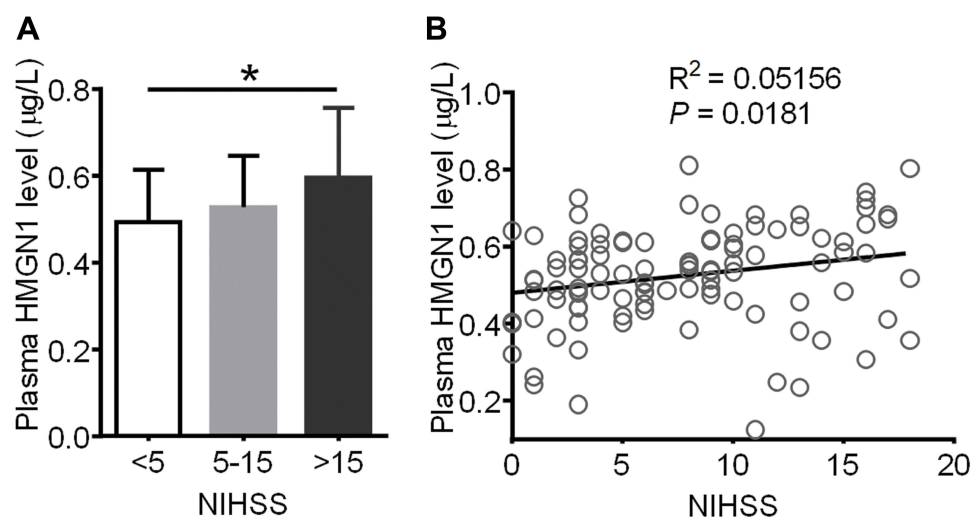 A
Plasma HMGN1 level (μg/L)
0.8
0.6
0.4
0.2
0.0
*
<5
5-15
>15
NIHSS
B
Plasma HMGN1 level (μg/L)
R² = 0.05156
P = 0.0181
1.0
0.8
0.6
0.4
0.2
0
5
10
15
20
NIHSS